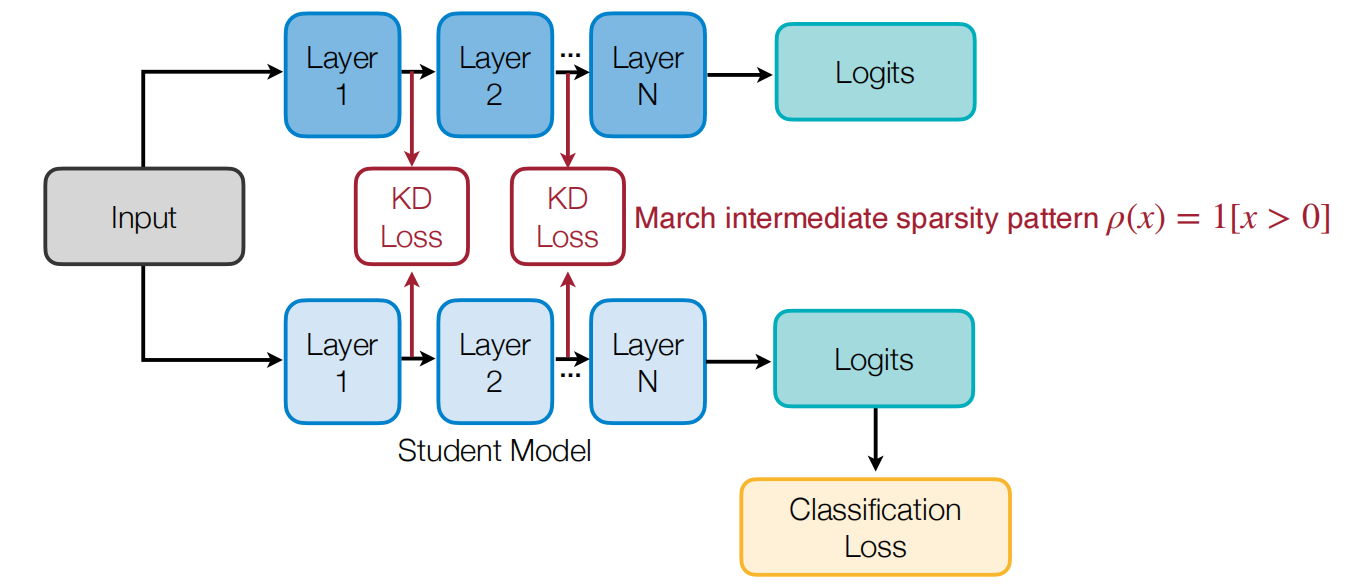 Layer
1
Layer
2
...
Layer
N
Logits
Input
KD
Loss
KD
Loss
March intermediate sparsity pattern ρ(x) = 1[x > 0]
Layer
1
Layer
2
...
Layer
N
Logits
Student Model
Classification
Loss